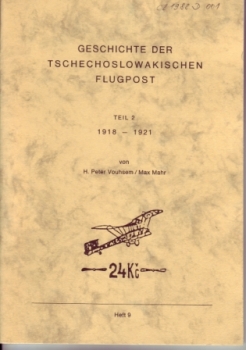 GESCHICHTE DER
TSCHECHOSLOWAKISCHEN
FLUGPOST
TEIL 2
1918 – 1921
von
H. Peter Vouhsem / Max Mahr
24Kč
Heft 9